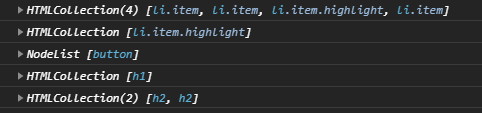 HTMLCollection(4) [li.item, li.item, li.item.highlight, li.item]
HTMLCollection [li.item.highlight]
NodeList [button]
HTMLCollection [h1]
HTMLCollection(2) [h2, h2]